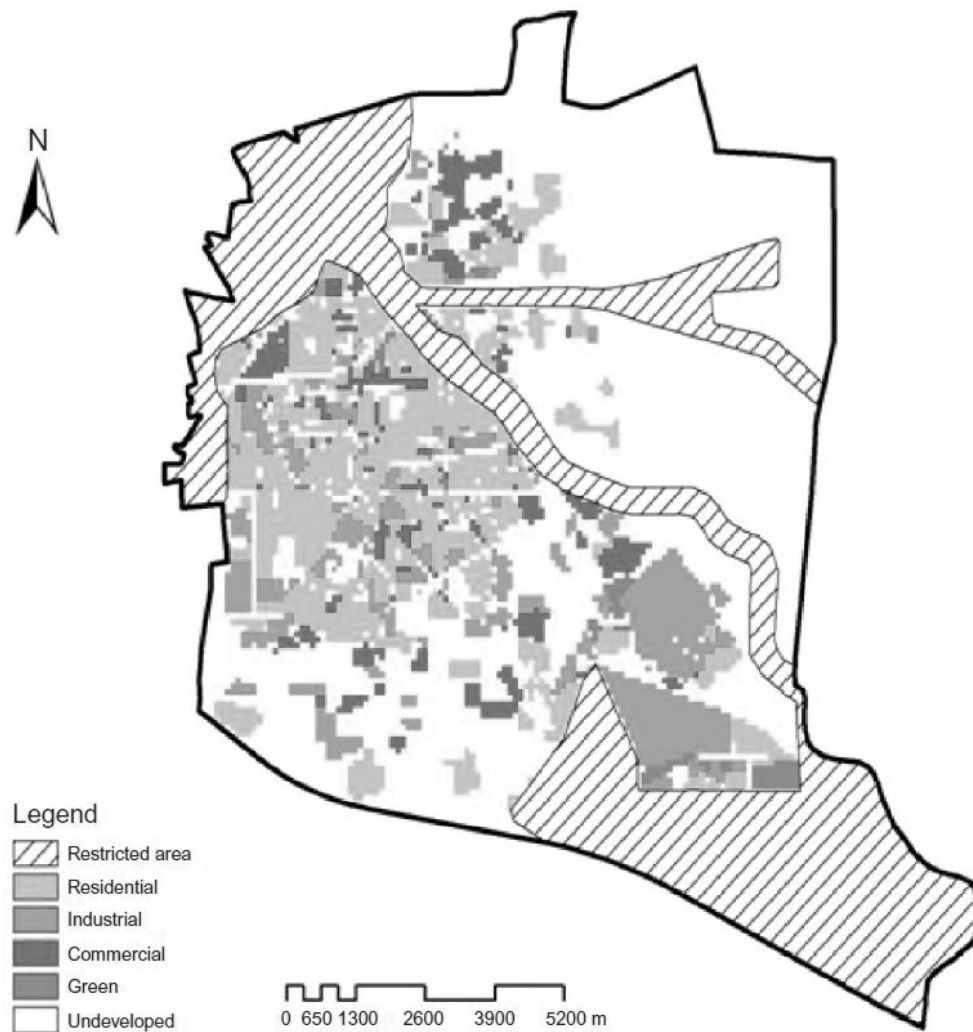 N
Legend
Restricted area
Residential
Industrial
Commercial
Green
Undeveloped
0 650 1300 2600 3900 5200 m